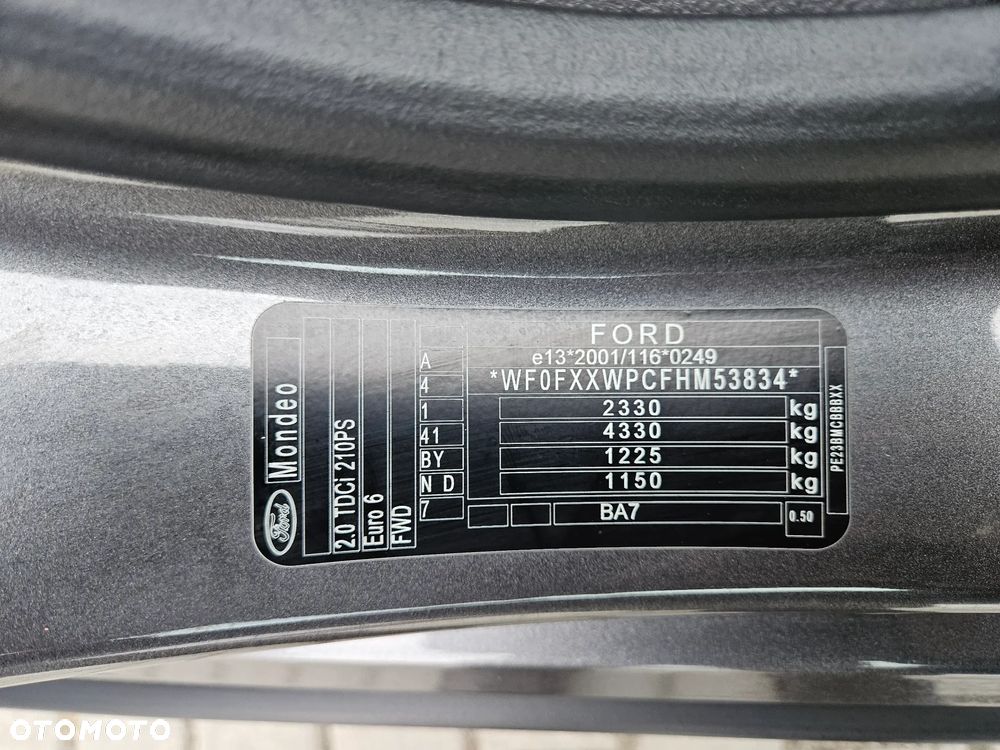 FORD
e13*2001/116*0249
*WF0FXXWPCFHM53834*
2330 kg
4330 kg
1225 kg
1150 kg
BA7
0.50
A
4
1
41
BY
N D
7
Ford
Mondeo
2.0 TDCi 210PS
Euro 6
FWD
PE23BMCBBBXX
OTOMOTO